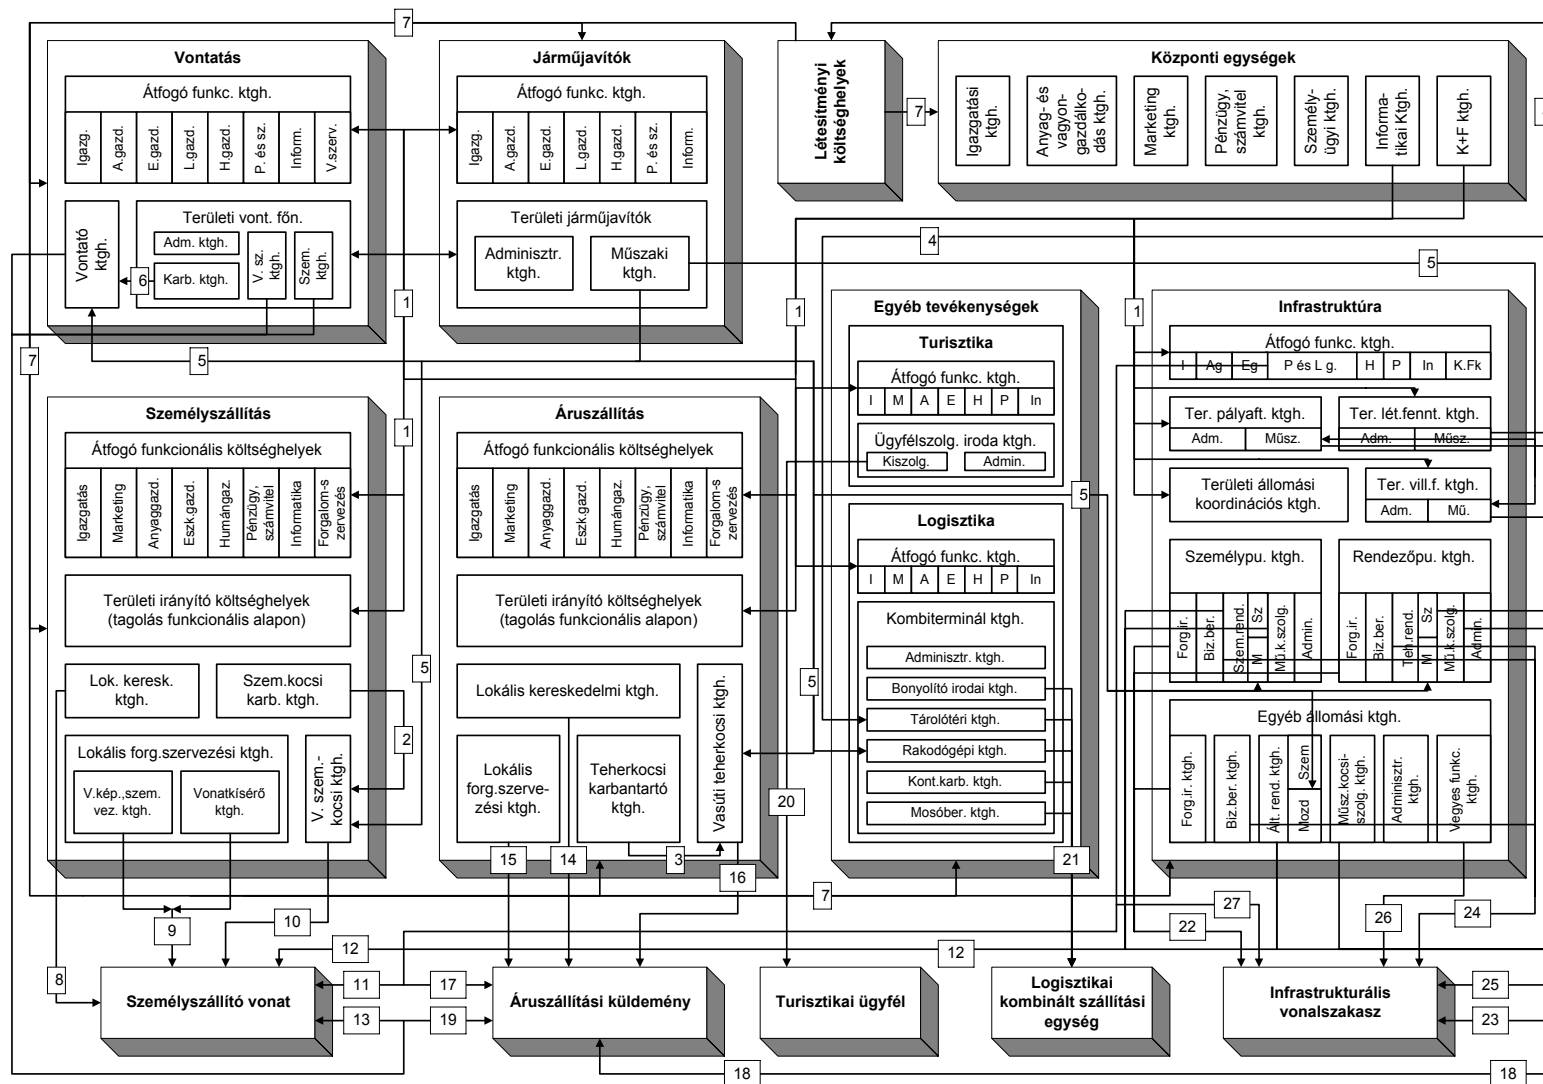 7
Vontatás
Átfogó funkc. ktgh.
Igazg.
A.gazd.
E.gazd.
L.gazd.
H.gazd.
P. és sz.
Inform.
V.szerv.
Vontató
ktgh.
Területi vont. főn.
Adm. ktgh.
Karb. ktgh.
V. sz.
ktgh.
Szem.
ktgh.
6
Járműjavítók
Átfogó funkc. ktgh.
Igazg.
A.gazd.
E.gazd.
L.gazd.
H.gazd.
P. és sz.
Inform.
Területi járműjavítók
Adminisztr.
ktgh.
Műszaki
ktgh.
Létesítményi
költséghelyek
7
Központi egységek
Igazgatási
ktgh.
Anyag- és
vagyon-
gazdálko-
dás ktgh.
Marketing
ktgh.
Pénzügy,
számvitel
ktgh.
Személy-
ügyi ktgh.
Informa-
tikai Ktgh.
K+F ktgh.
4
5
1
1
1
7
5
Egyéb tevékenységek
Turisztika
Átfogó funkc. ktgh.
I
M
A
E
H
P
In
Ügyfélszolg. iroda ktgh.
Kiszolg.
Admin.
Logisztika
Átfogó funkc. ktgh.
I
M
A
E
H
P
In
Kombiterminál ktgh.
Adminisztr. ktgh.
Bonyolító irodai ktgh.
Tárolótéri ktgh.
Rakodógépi ktgh.
Kont.karb. ktgh.
Mosóber. ktgh.
Infrastruktúra
Átfogó funkc. ktgh.
I
Ag
Eg
P és L g.
H
P
In
K.Fk
Ter. pályaft. ktgh.
Adm.
Műsz.
Ter. lét.fennt. ktgh.
Adm.
Műsz.
Területi állomási
koordinációs ktgh.
Ter. vill.f. ktgh.
Adm.
Mű.
Személypu. ktgh.
Forg.ir.
Biz.ber.
Szem.rend.
M
Sz
Mű.k.szolg.
Admin.
Rendezőpu. ktgh.
Forg.ir.
Biz.ber.
Teh.rend.
M
Sz
Mű.k.szolg.
Admin.
Egyéb állomási ktgh.
Forg.ir. ktgh.
Biz.ber. ktgh.
Ált. rend. ktgh.
Mozd
Szem
Műsz.kocsi-
szolg. ktgh.
Adminisztr.
ktgh.
Vegyes funkc.
ktgh.
Személyszállítás
Átfogó funkcionális költséghelyek
Igazgatás
Marketing
Anyaggazd.
Eszk.gazd.
Humángaz.
Pénzügy,
számvitel
Informatika
Forgalom-s
zervezés
Területi irányító költséghelyek
(tagolás funkcionális alapon)
Lok. keresk.
ktgh.
Szem.kocsi
karb. ktgh.
Lokális forg.szervezési ktgh.
V.kép.,szem.
vez. ktgh.
Vonatkísérő
ktgh.
V. szem.-
kocsi ktgh.
1
5
2
Áruszállítás
Átfogó funkcionális költséghelyek
Igazgatás
Marketing
Anyaggazd.
Eszk.gazd.
Humángaz.
Pénzügy,
számvitel
Informatika
Forgalom-s
zervezés
Területi irányító költséghelyek
(tagolás funkcionális alapon)
Lokális kereskedelmi ktgh.
Lokális
forg.szerve-
zési ktgh.
Teherkocsi
karbantartó
ktgh.
Vasúti teherkocsi ktgh.
5
5
20
15
14
3
16
21
7
9
10
12
12
8
11
17
13
19
22
27
26
24
25
23
18
18
Személyszállító vonat
Áruszállítási küldemény
Turisztikai ügyfél
Logisztikai
kombinált szállítási
egység
Infrastrukturális
vonalszakasz